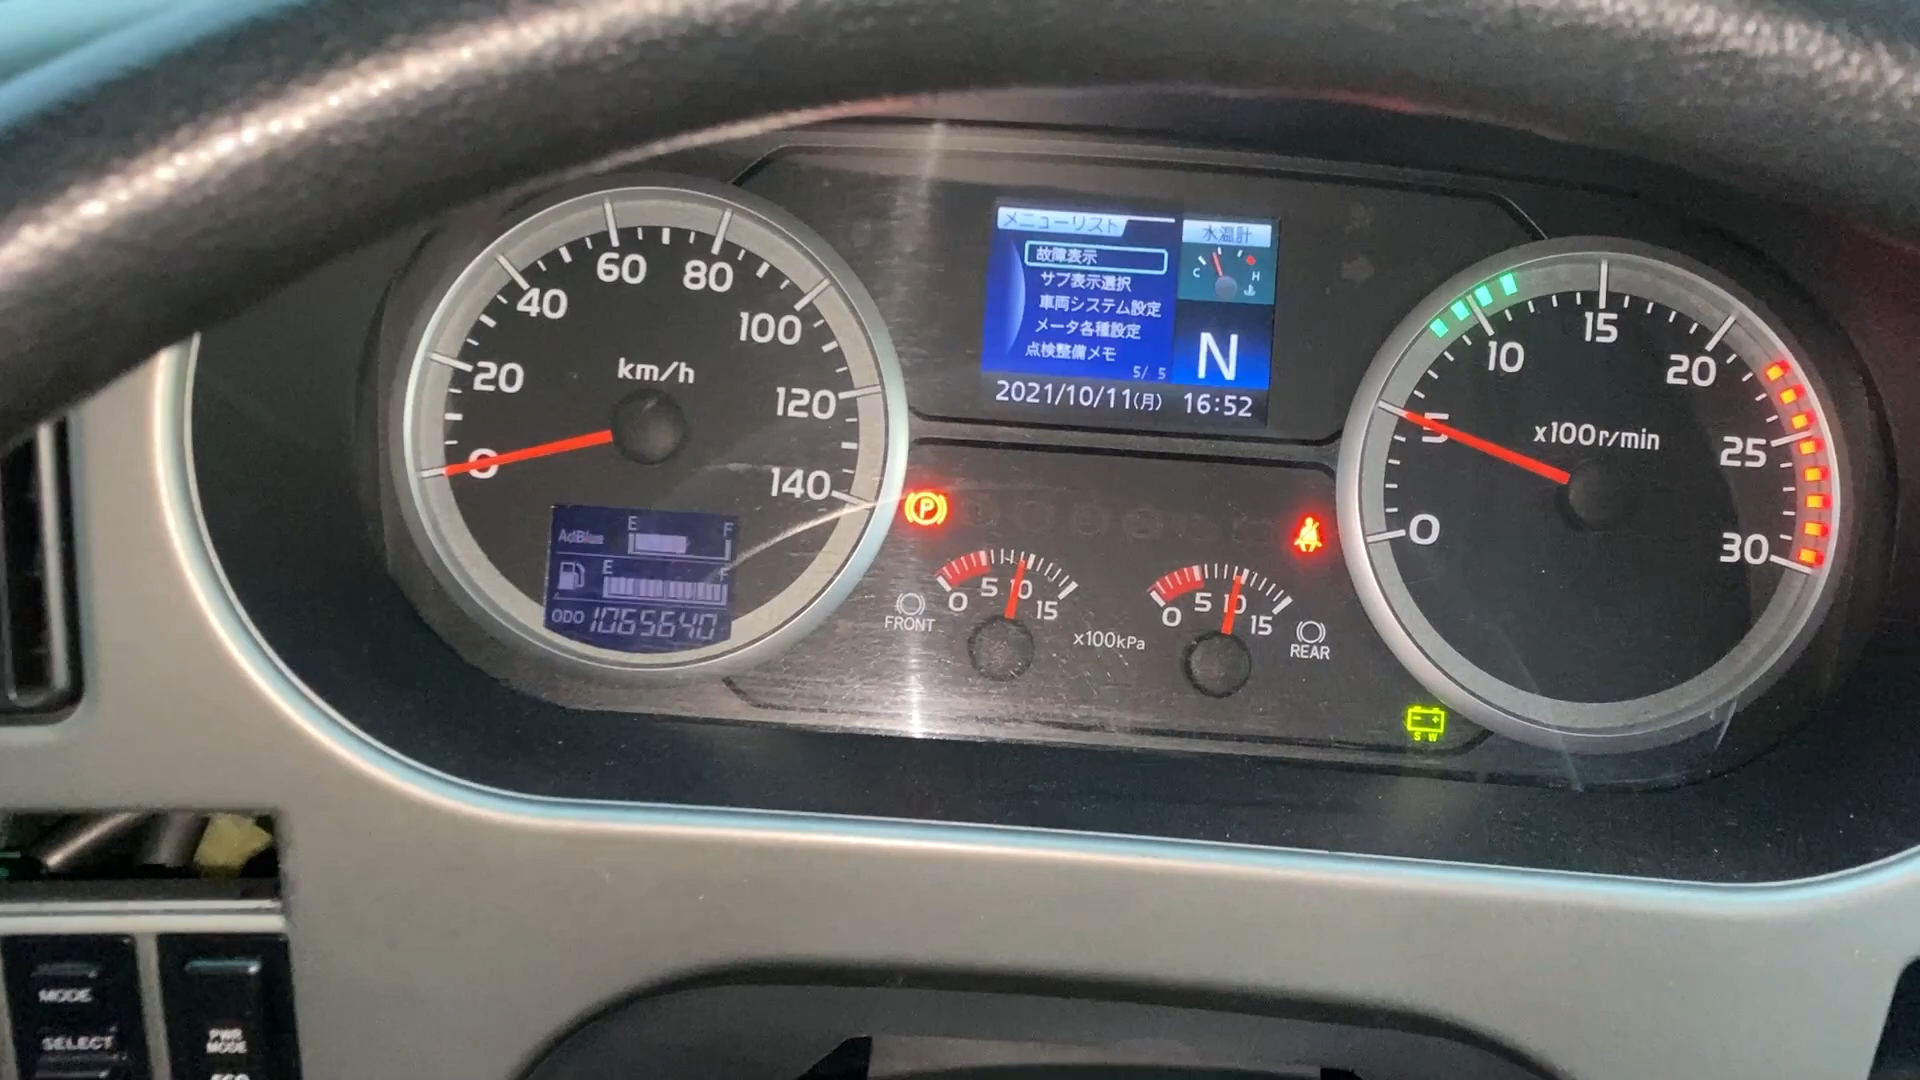 0
20
40
60
80
100
120
140
km/h
AdBlue
E
F
E
F
ODO 1065640
メニューリスト
故障表示
サブ表示選択
車両システム設定
メータ各種設定
点検整備メモ
5/ 5
水温計
C
H
N
2021/10/11(月) 16:52
P
0
5
10
15
FRONT
x100kPa
0
5
10
15
REAR
0
5
10
15
20
25
30
x100r/min
S W
MODE
SELECT
PWR
MODE